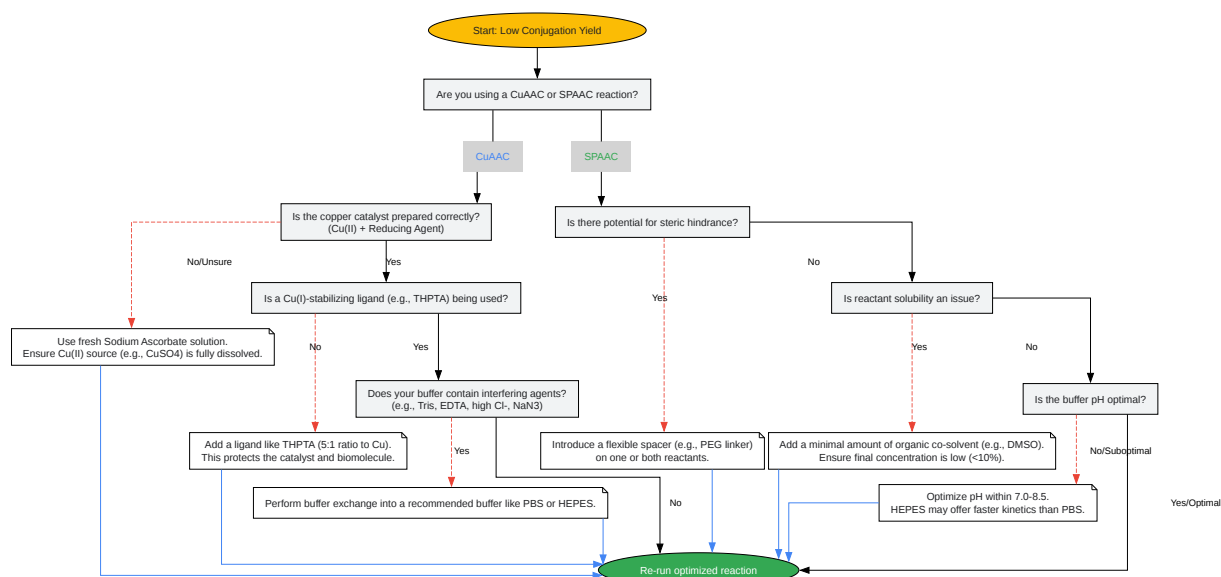 Start: Low Conjugation Yield
Are you using a CuAAC or SPAAC reaction?
CuAAC
SPAAC
Is the copper catalyst prepared correctly?
(Cu(II) + Reducing Agent)
Is there potential for steric hindrance?
No/Unsure
Yes
No
Is a Cu(I)-stabilizing ligand (e.g., THPTA) being used?
Yes
Is reactant solubility an issue?
Use fresh Sodium Ascorbate solution.
Ensure Cu(II) source (e.g., CuSO4) is fully dissolved.
No
Yes
Yes
No
Does your buffer contain interfering agents?
(e.g., Tris, EDTA, high Cl-, NaN3)
Is the buffer pH optimal?
Add a ligand like THPTA (5:1 ratio to Cu).
This protects the catalyst and biomolecule.
Yes
Introduce a flexible spacer (e.g., PEG linker)
on one or both reactants.
Add a minimal amount of organic co-solvent (e.g., DMSO).
Ensure final concentration is low (<10%).
No/Suboptimal
Perform buffer exchange into a recommended buffer like PBS or HEPES.
No
Optimize pH within 7.0-8.5.
HEPES may offer faster kinetics than PBS.
Yes/Optimal
Re-run optimized reaction